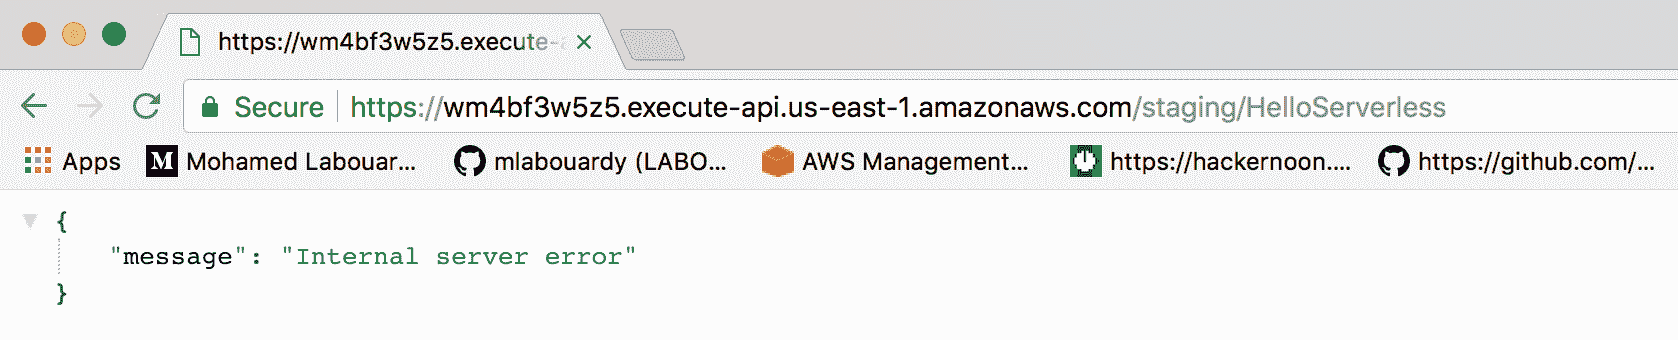 https://wm4bf3w5z5.execute-a
Secure https://wm4bf3w5z5.execute-api.us-east-1.amazonaws.com/staging/HelloServerless
Apps M Mohamed Labouar... mlabouardy (LABO... AWS Management... https://hackernoon.... https://github.com/...
{
"message": "Internal server error"
}